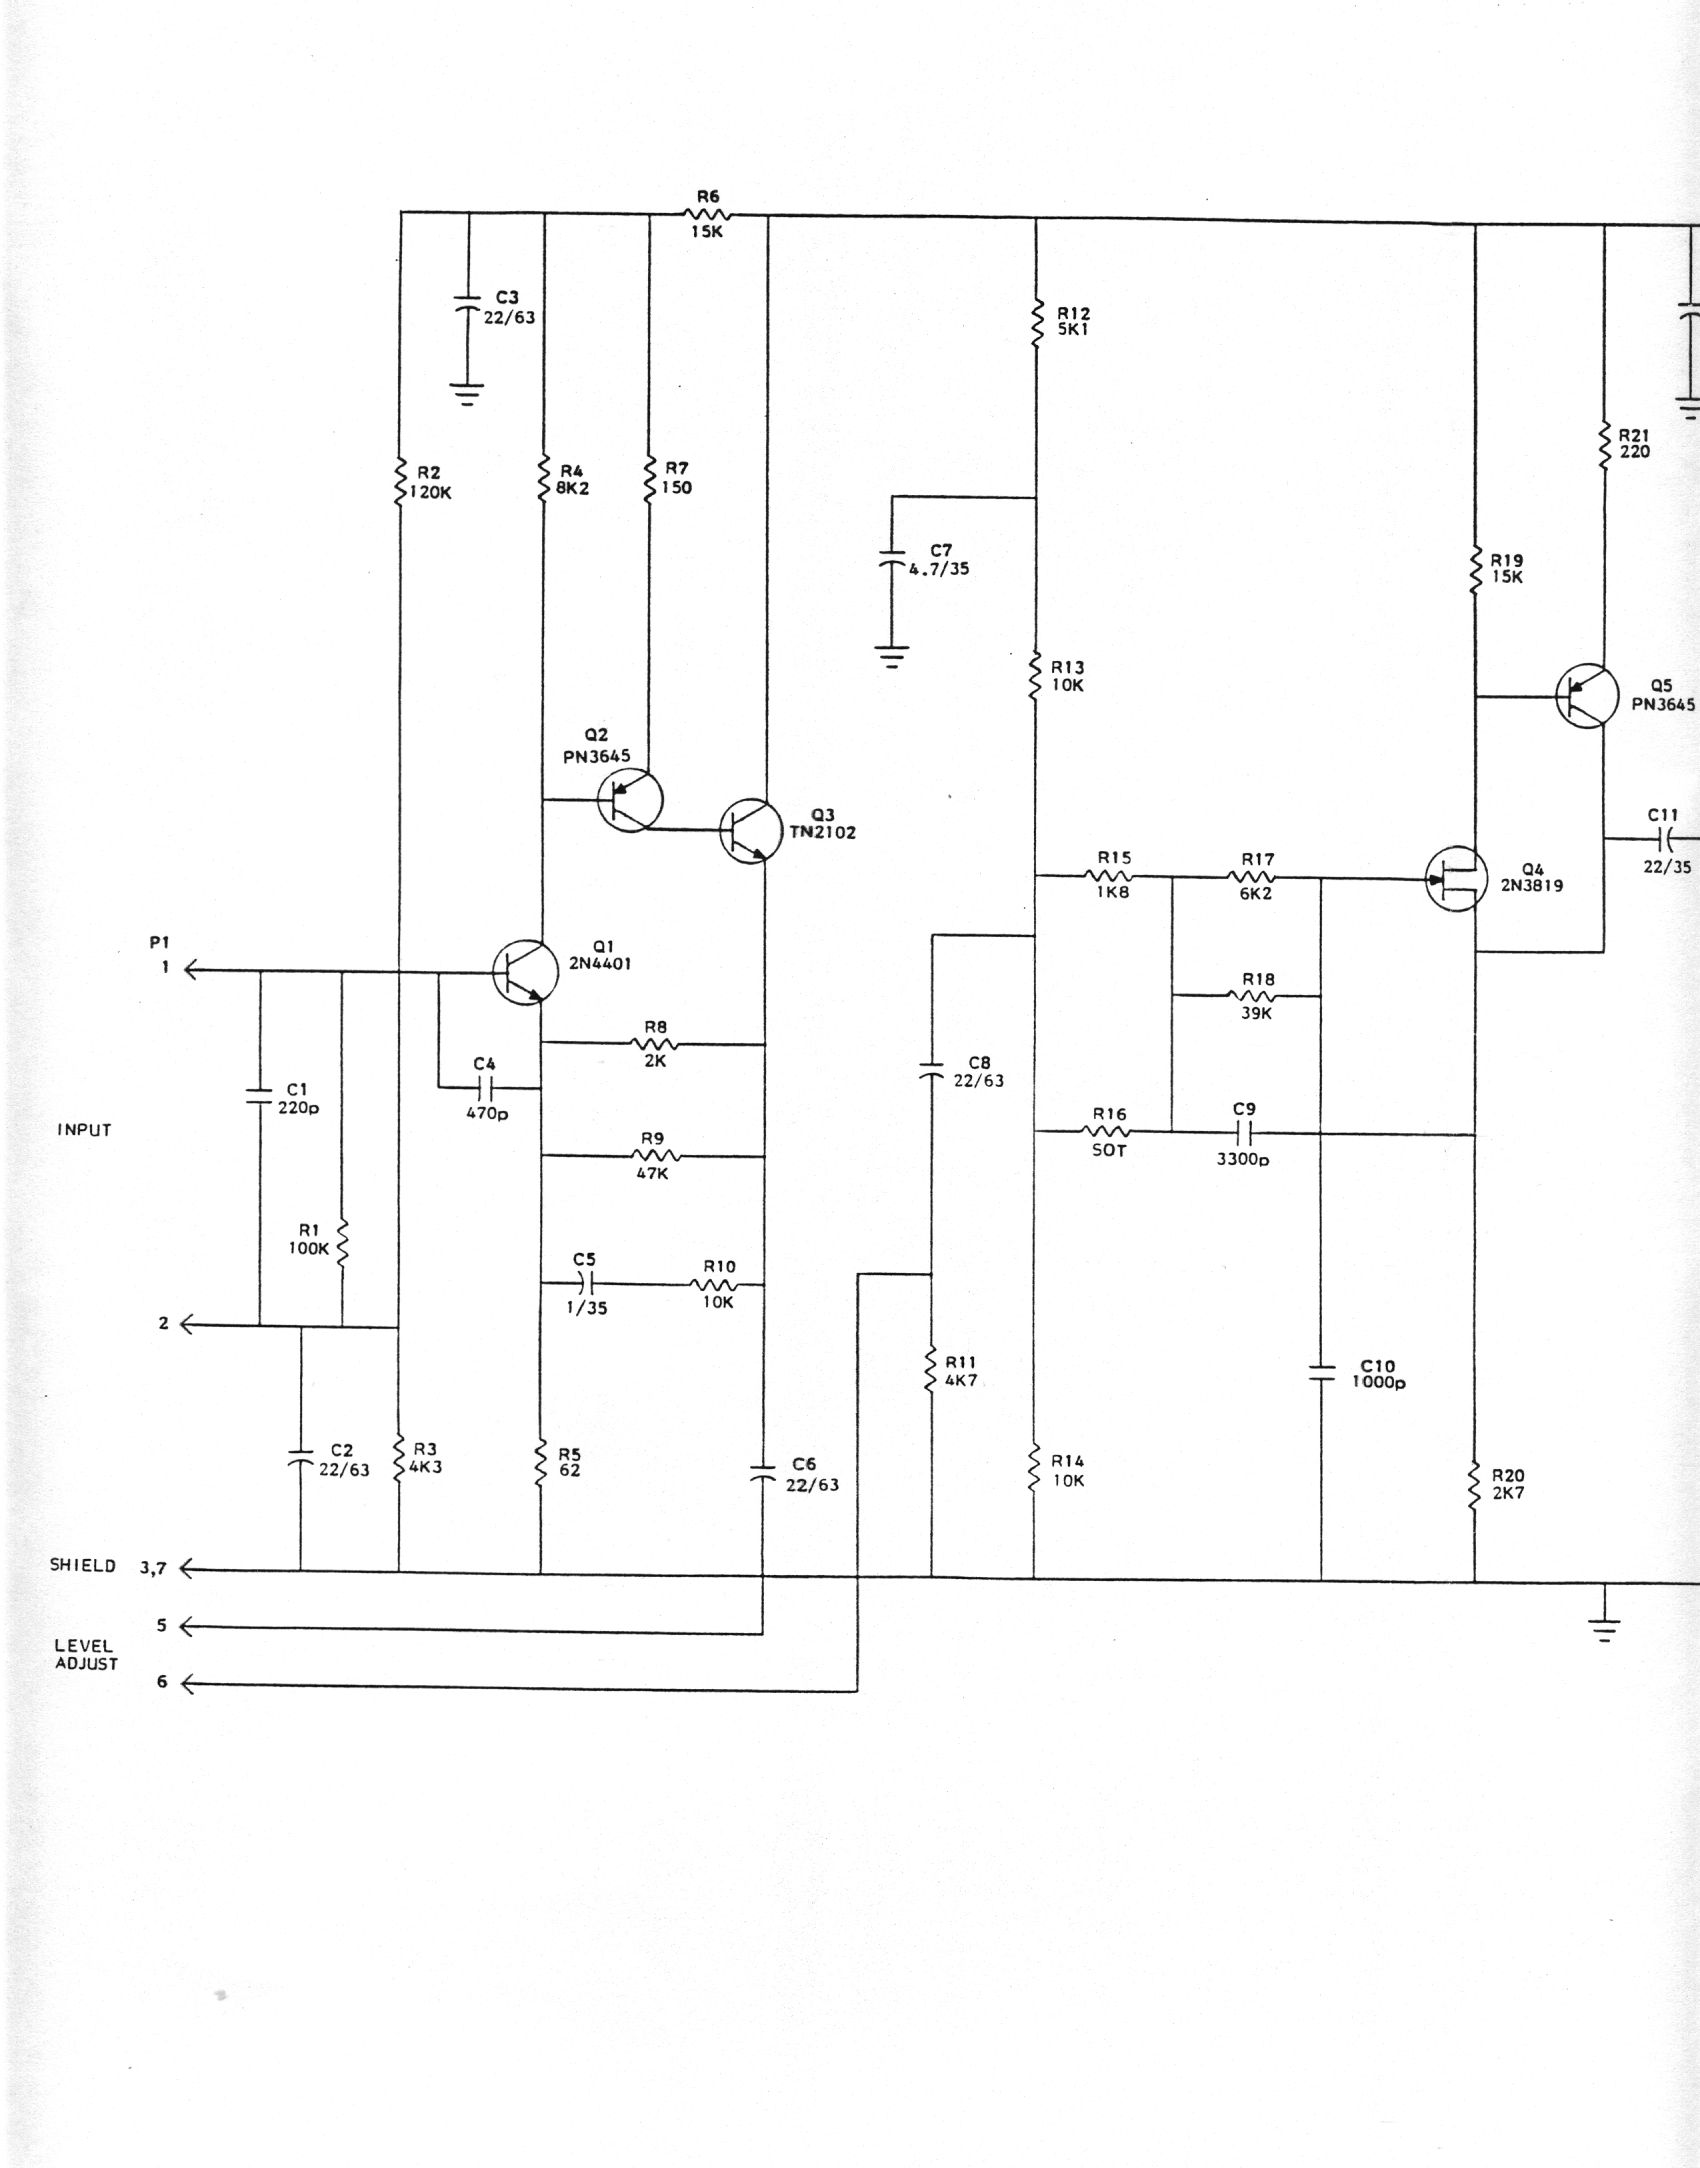 R6
15K
C3
22/63
R12
5K1
R2
120K
R4
8K2
R7
150
R21
220
C7
4.7/35
R19
15K
R13
10K
Q5
PN3645
Q2
PN3645
Q3
TN2102
C11
22/35
R15
1K8
R17
6K2
Q4
2N3819
P1
1
Q1
2N4401
R18
39K
R8
2K
C4
470p
C8
22/63
C1
220p
INPUT
R9
47K
R16
SOT
C9
3300p
R1
100K
C5
1/35
R10
10K
2
R11
4K7
C10
1000p
C2
22/63
R3
4K3
R5
62
C6
22/63
R14
10K
R20
2K7
SHIELD 3,7
5
LEVEL
ADJUST
6